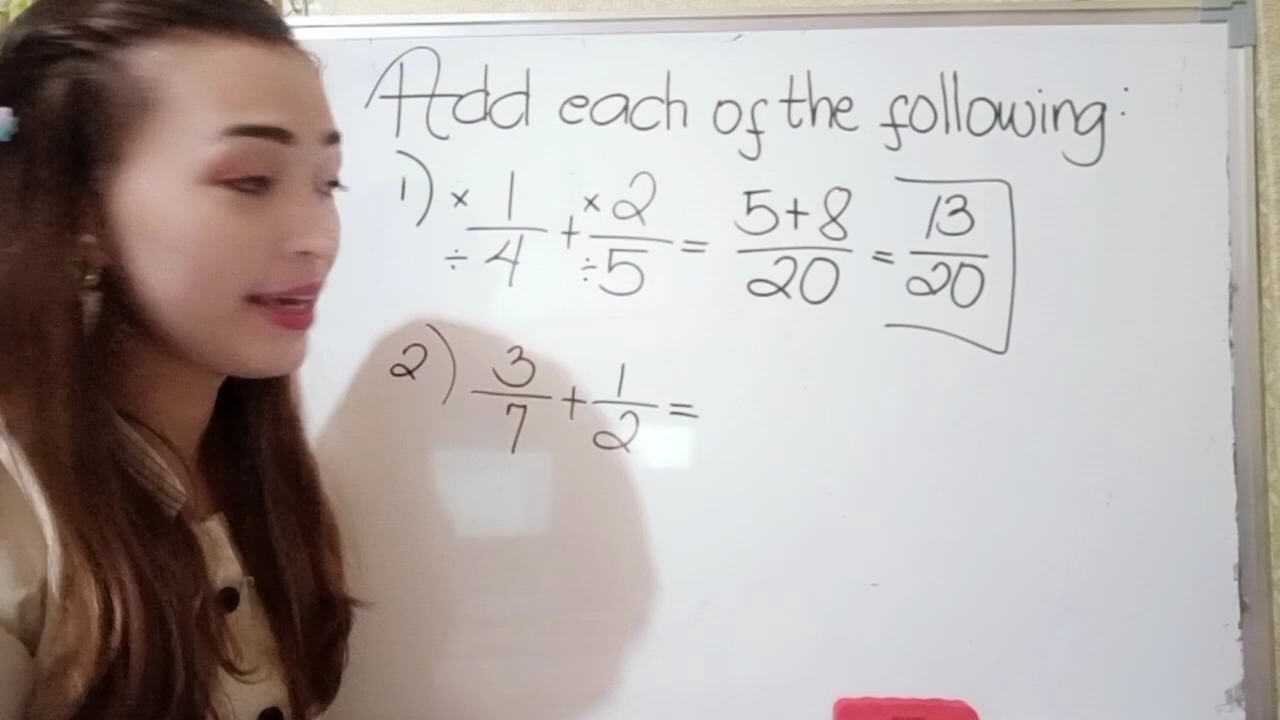 Add each of the following:
1) × 1/÷ 4 + × 2/÷ 5 = 5+8/20 = 13/20
2) 3/7 + 1/2 =